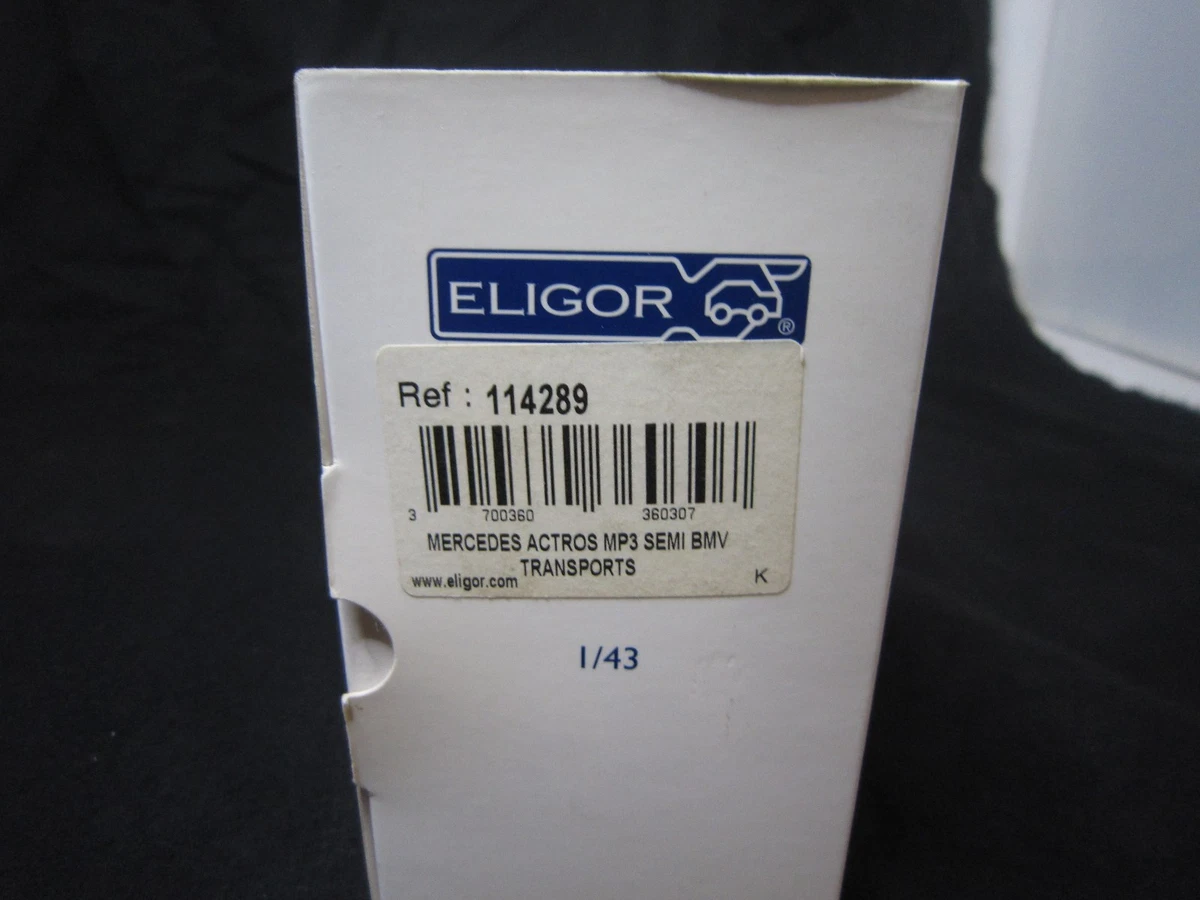 ELIGOR ®
Ref : 114289
3 700360 360307
MERCEDES ACTROS MP3 SEMI BMV
TRANSPORTS
www.eligor.com K
1/43